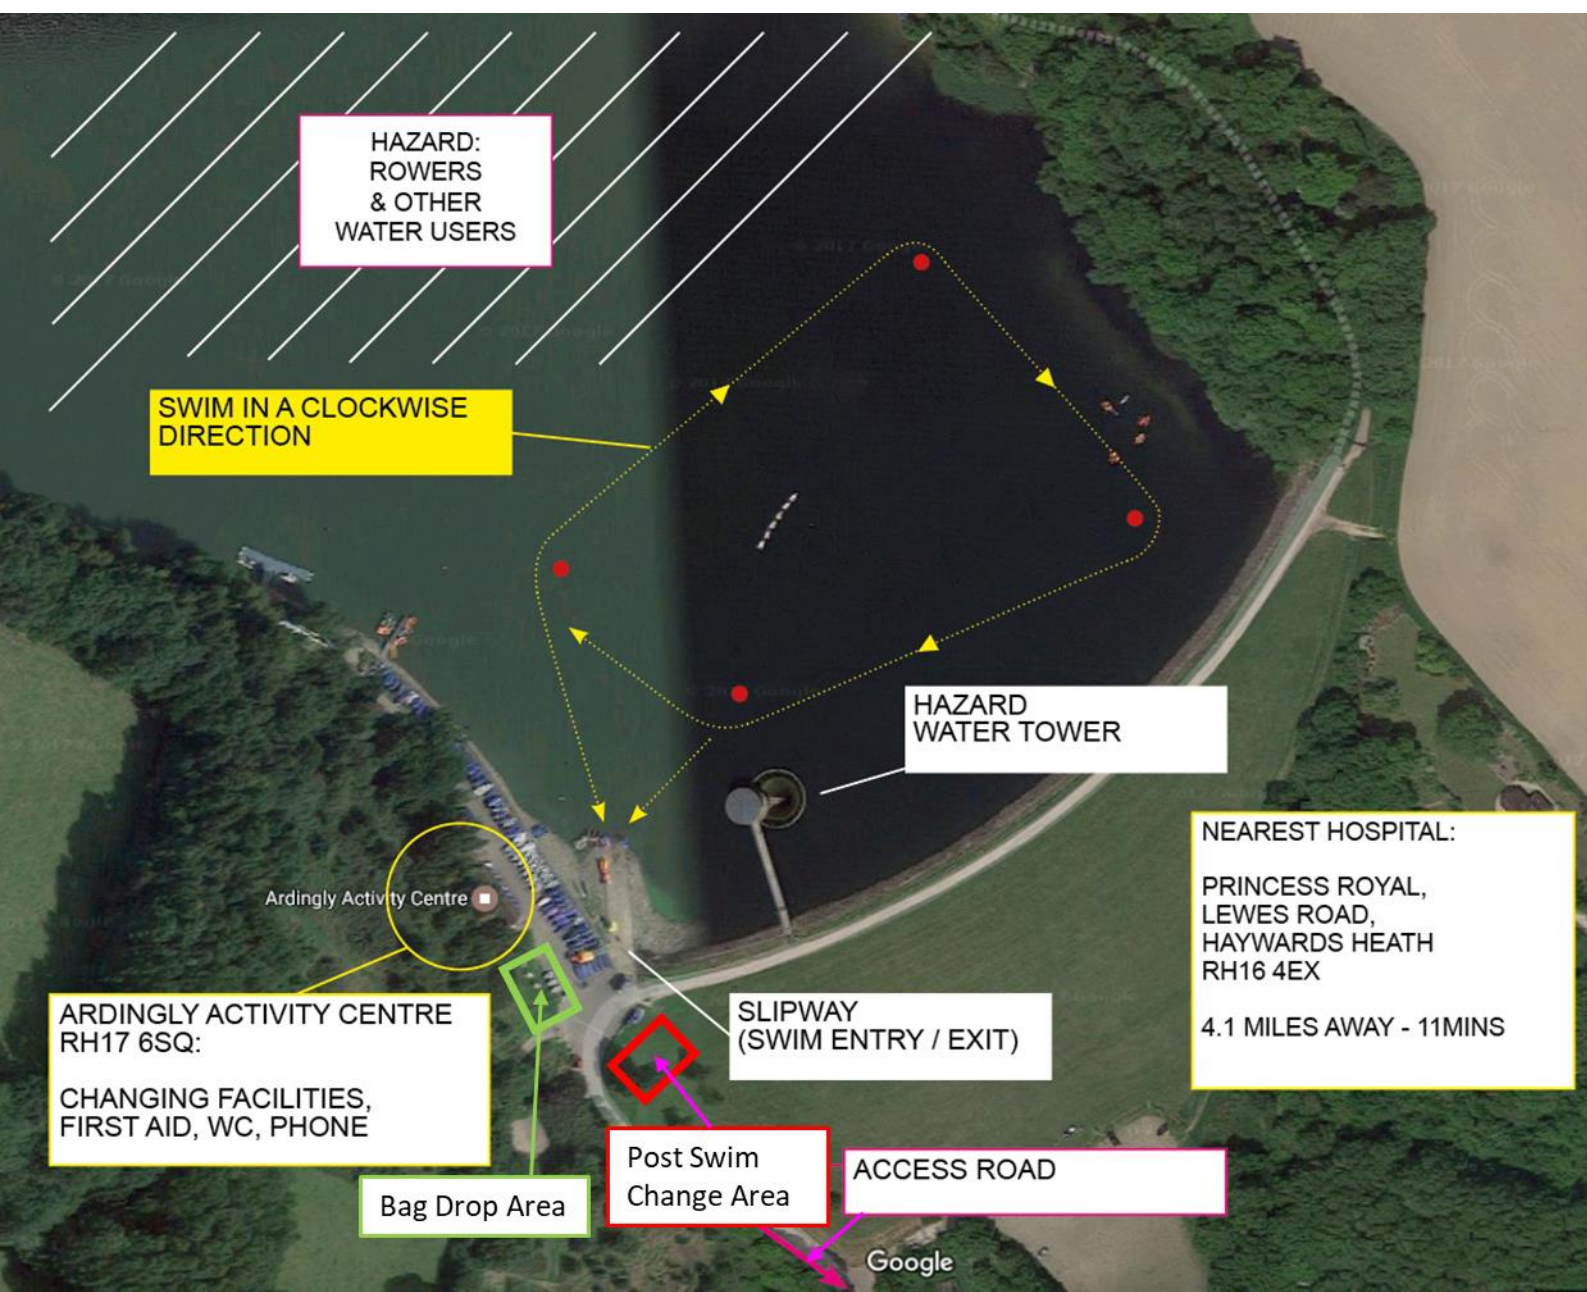 HAZARD:
ROWERS
& OTHER
WATER USERS
SWIM IN A CLOCKWISE
DIRECTION
HAZARD
WATER TOWER
NEAREST HOSPITAL:
PRINCESS ROYAL,
LEWES ROAD,
HAYWARDS HEATH
RH16 4EX
4.1 MILES AWAY - 11MINS
Ardingly Activity Centre
ARDINGLY ACTIVITY CENTRE
RH17 6SQ:
CHANGING FACILITIES,
FIRST AID, WC, PHONE
SLIPWAY
(SWIM ENTRY / EXIT)
Post Swim
Change Area
ACCESS ROAD
Bag Drop Area
Google